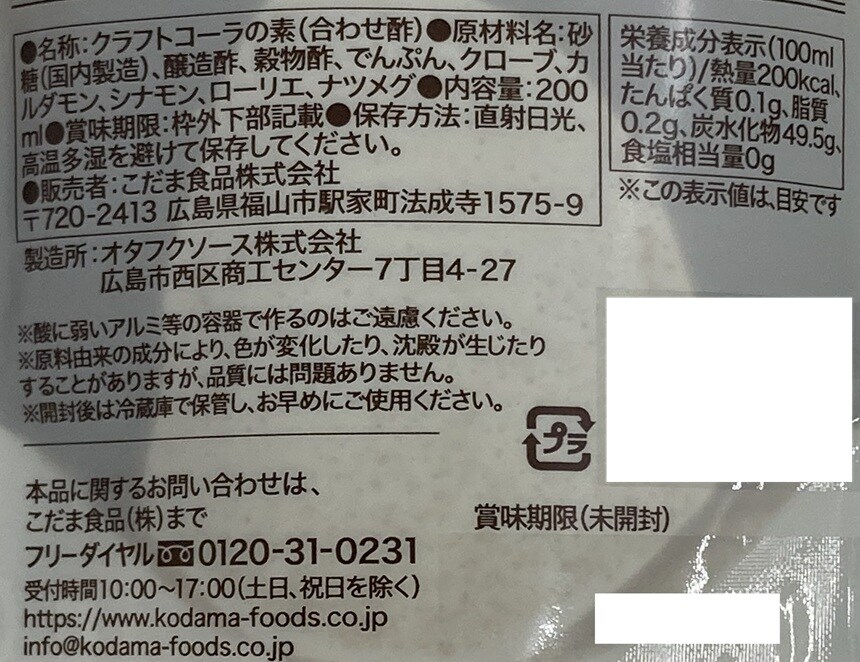 ●名称:クラフトコーラの素(合わせ酢)●原材料名:砂
糖(国内製造)、醸造酢、穀物酢、でんぷん、クローブ、カ
ルダモン、シナモン、ローリエ、ナツメグ●内容量:200
ml●賞味期限:枠外下部記載●保存方法:直射日光、
高温多湿を避けて保存してください。
●販売者:こだま食品株式会社
〒720-2413 広島県福山市駅家町法成寺1575-9
栄養成分表示(100ml
当たり)/熱量200kcal、
たんぱく質0.1g、脂質
0.2g、炭水化物49.5g、
食塩相当量0g
※この表示値は、目安です
製造所:オタフクソース株式会社
広島市西区商工センター7丁目4-27
※酸に弱いアルミ等の容器で作るのはご遠慮ください。
※原料由来の成分により、色が変化したり、沈殿が生じたり
することがありますが、品質には問題ありません。
※開封後は冷蔵庫で保管し、お早めにご使用ください。
プラ
本品に関するお問い合わせは、
こだま食品(株)まで
フリーダイヤル 0120-31-0231
受付時間10:00〜17:00(土日、祝日を除く)
https://www.kodama-foods.co.jp
info@kodama-foods.co.jp
賞味期限(未開封)